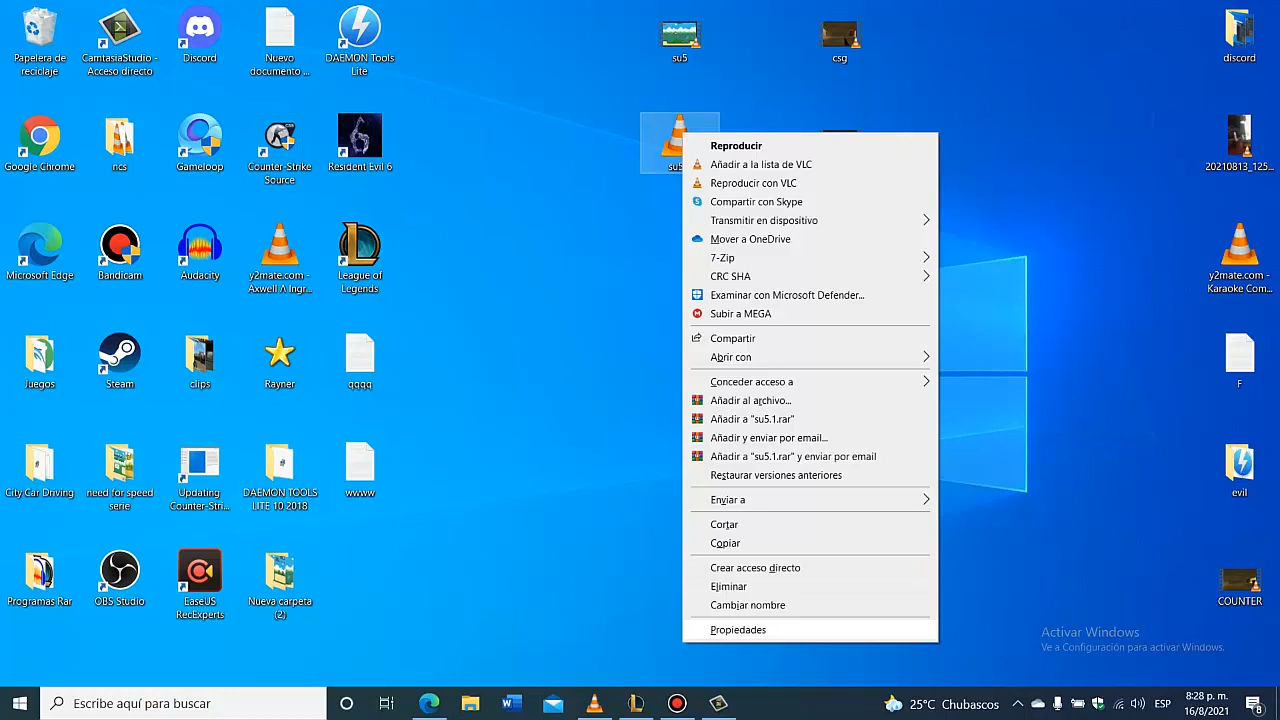 Papelera de
reciclaje
CamtasiaStudio -
Acceso directo
Discord
Nuevo
documento ...
DAEMON Tools
Lite
su5
csg
discord
Google Chrome
ncs
Gameloop
Counter-Strike
Source
Resident Evil 6
su5
20210813_125...
Microsoft Edge
Bandicam
Audacity
y2mate.com -
Axwell Λ Ingr...
League of
Legends
y2mate.com -
Karaoke Com...
Juegos
Steam
clips
Rayner
qqqq
F
City Car Driving
need for speed
serie
Updating
Counter-Stri...
DAEMON TOOLS
LITE 10 2018
wwww
evil
Programas Rar
OBS Studio
EaseUS
RecExperts
Nueva carpeta
(2)
COUNTER
Reproducir
Añadir a la lista de VLC
Reproducir con VLC
Compartir con Skype
Transmitir en dispositivo
Mover a OneDrive
7-Zip
CRC SHA
Examinar con Microsoft Defender...
Subir a MEGA
Compartir
Abrir con
Conceder acceso a
Añadir al archivo...
Añadir a "su5.1.rar"
Añadir y enviar por email...
Añadir a "su5.1.rar" y enviar por email
Restaurar versiones anteriores
Enviar a
Cortar
Copiar
Crear acceso directo
Eliminar
Cambiar nombre
Propiedades
Activar Windows
Ve a Configuración para activar Windows.
Escribe aquí para buscar
25°C Chubascos
ESP
8:28 p. m.
16/8/2021
8